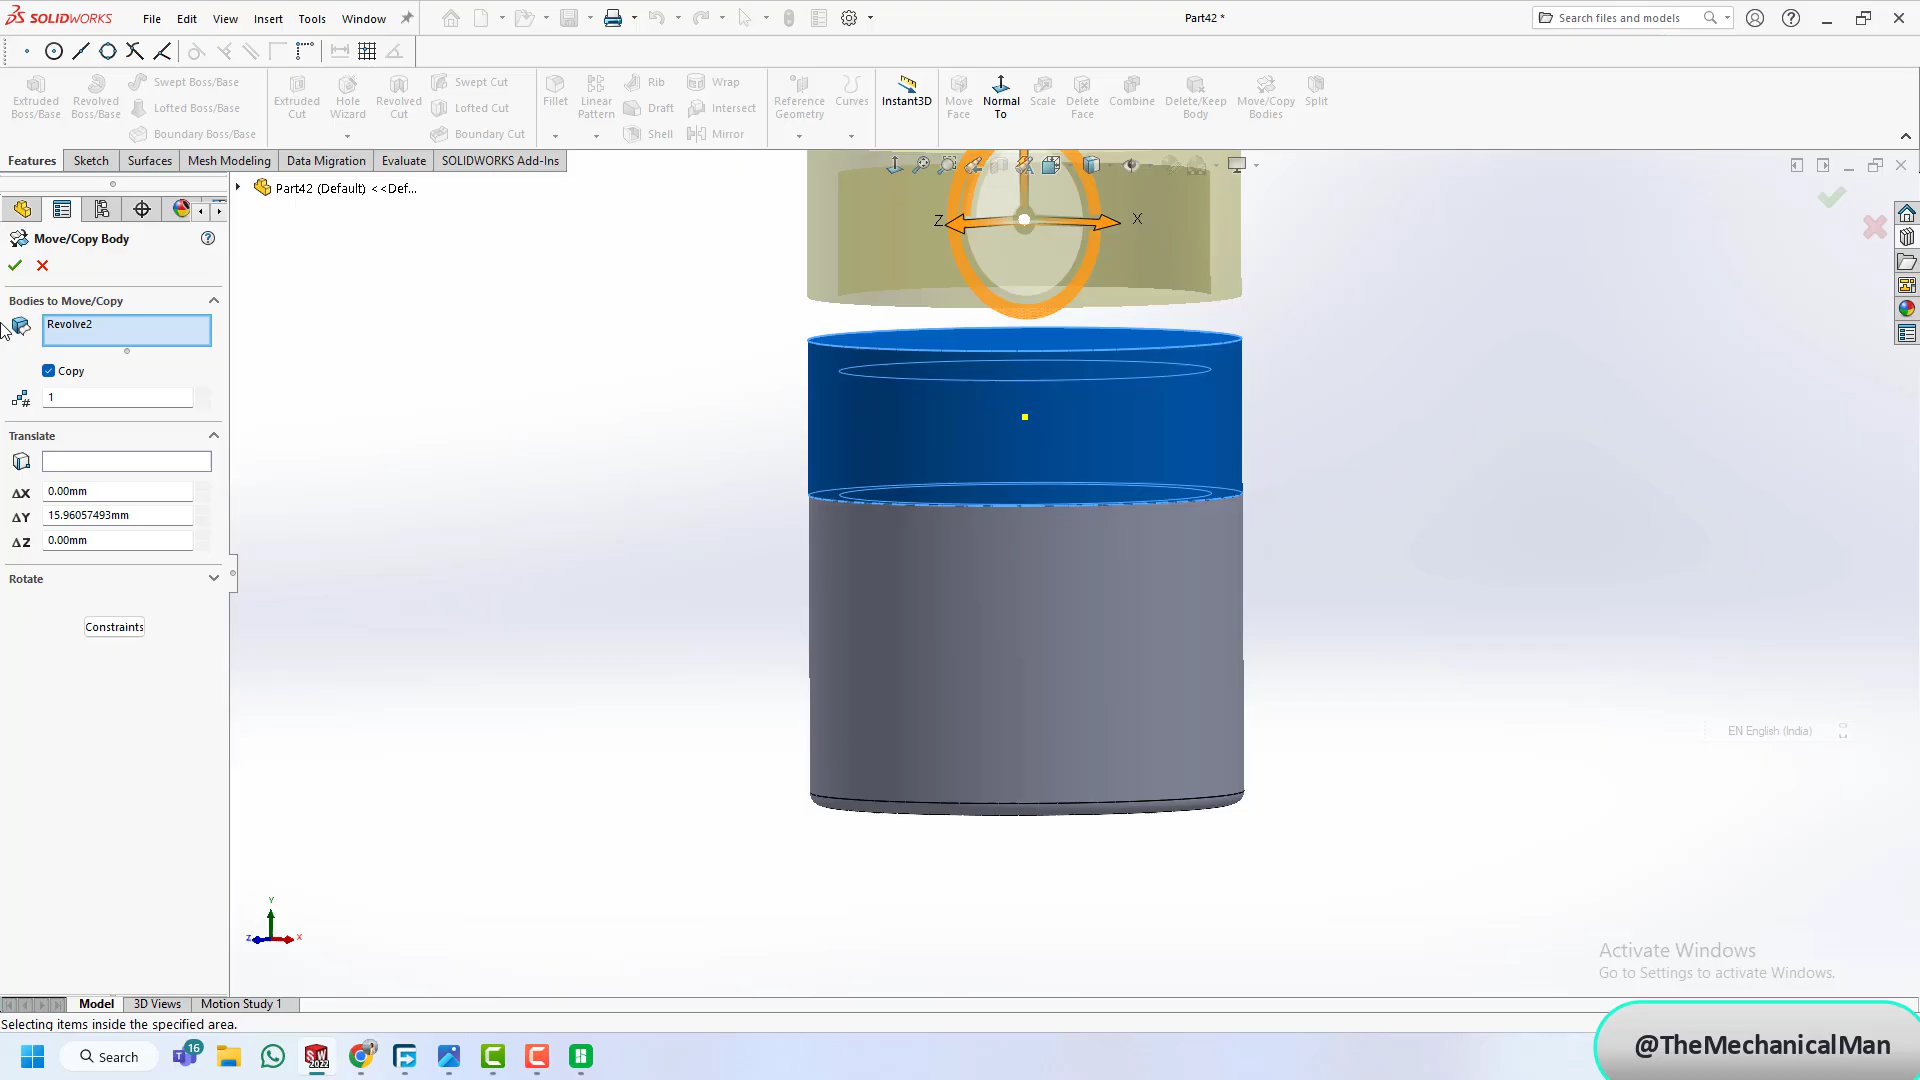 SOLIDWORKS
File Edit View Insert Tools Window
Part42 *
Search files and models
Extruded Boss/Base
Revolved Boss/Base
Swept Boss/Base
Lofted Boss/Base
Boundary Boss/Base
Extruded Cut
Hole Wizard
Revolved Cut
Swept Cut
Lofted Cut
Boundary Cut
Fillet
Linear Pattern
Rib
Draft
Shell
Wrap
Intersect
Mirror
Reference Geometry
Curves
Instant3D
Move Face
Normal To
Scale
Delete Face
Combine
Delete/Keep Body
Move/Copy Bodies
Split
Features Sketch Surfaces Mesh Modeling Data Migration Evaluate SOLIDWORKS Add-Ins
Part42 (Default) <<Def...
Move/Copy Body
Bodies to Move/Copy
Revolve2
Copy
1
Translate
ΔX 0.00mm
ΔY 15.96057493mm
ΔZ 0.00mm
Rotate
Constraints
Z X
EN English (India)
Y
Z X
Activate Windows
Go to Settings to activate Windows.
Model 3D Views Motion Study 1
Selecting items inside the specified area.
Search
16
SW
2022
@TheMechanicalMan